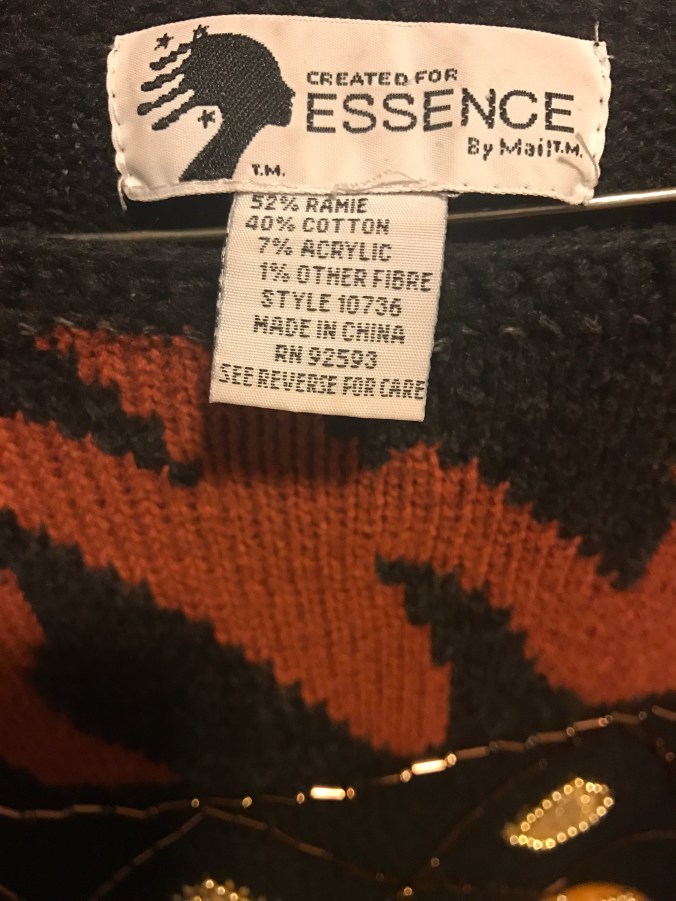 CREATED FOR
ESSENCE
By Mail T.M.
T.M.
52% RAMIE
40% COTTON
7% ACRYLIC
1% OTHER FIBRE
STYLE 10736
MADE IN CHINA
RN 92593
SEE REVERSE FOR CARE